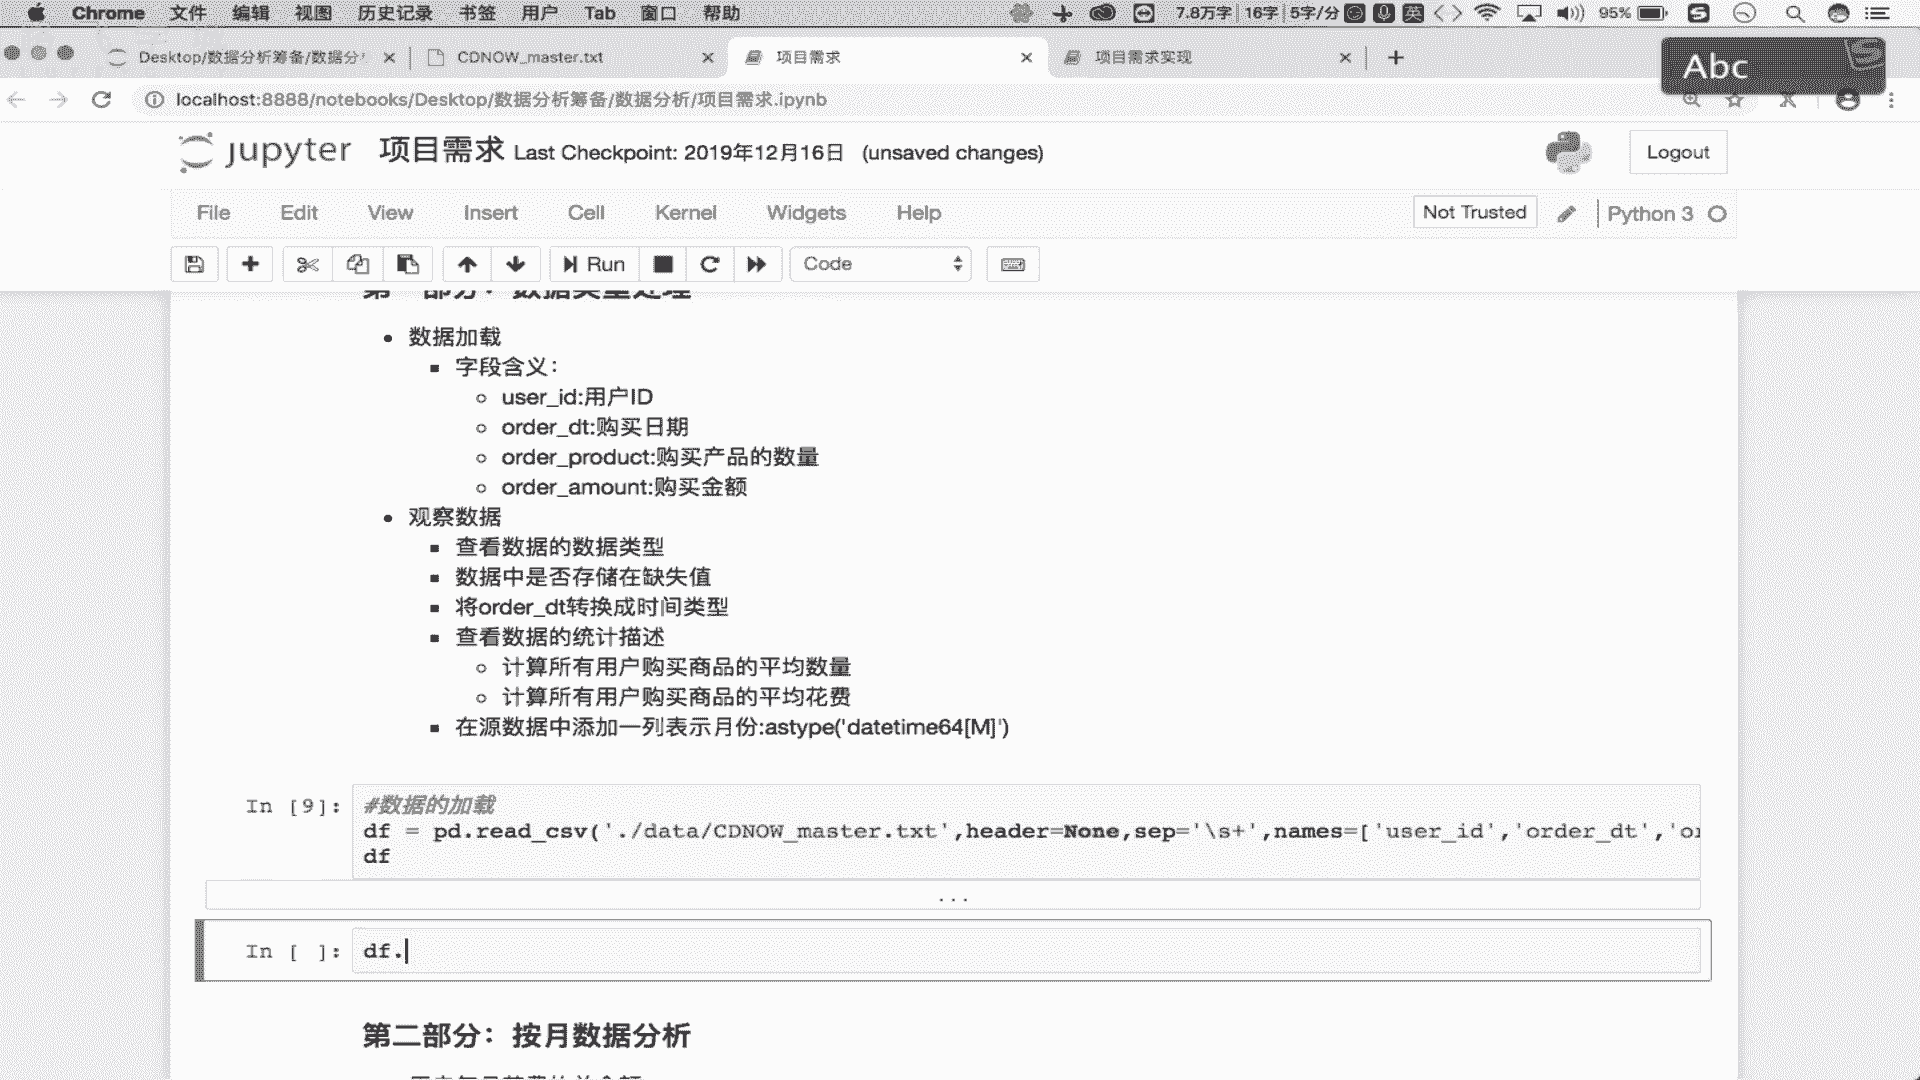 Chrome 文件 编辑 视图 历史记录 书签 用户 Tab 窗口 帮助 7.8万字 16字 5字/分 英 95%
Desktop/数据分析筹备/数据分 CDNOW_master.txt 项目需求 项目需求实现
Abc
localhost:8888/notebooks/Desktop/数据分析筹备/数据分析/项目需求.ipynb
jupyter 项目需求 Last Checkpoint: 2019年12月16日 (unsaved changes) Logout
File Edit View Insert Cell Kernel Widgets Help Not Trusted Python 3
Run Code
数据加载
字段含义:
user_id:用户ID
order_dt:购买日期
order_product:购买产品的数量
order_amount:购买金额
观察数据
查看数据的数据类型
数据中是否存储在缺失值
将order_dt转换成时间类型
查看数据的统计描述
计算所有用户购买商品的平均数量
计算所有用户购买商品的平均花费
在源数据中添加一列表示月份:astype('datetime64[M]')
In [9]: #数据的加载
df = pd.read_csv('./data/CDNOW_master.txt',header=None,sep='\s+',names=['user_id','order_dt','or
df
...
In [ ]: df.
第二部分：按月数据分析